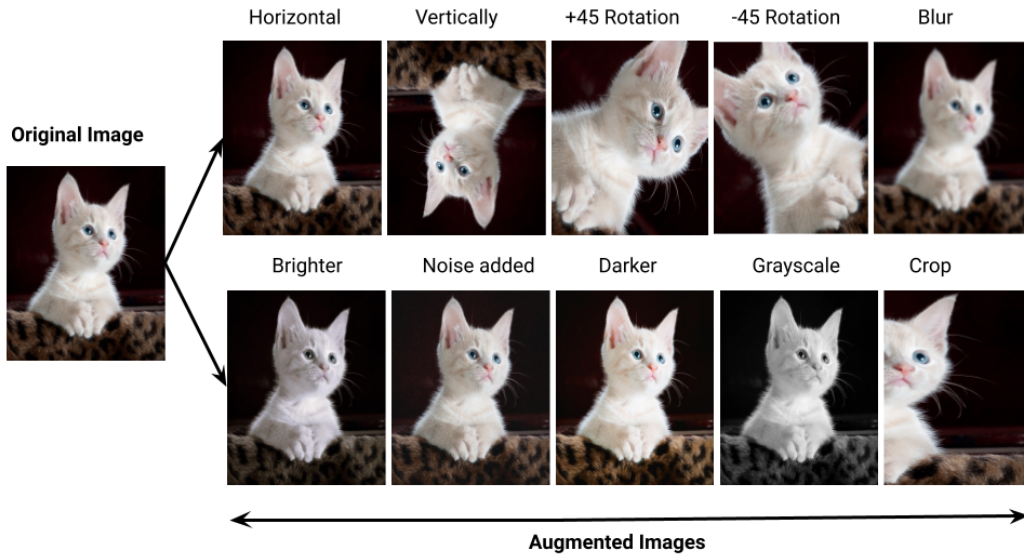 Horizontal
Vertically
+45 Rotation
-45 Rotation
Blur
Original Image
Brighter
Noise added
Darker
Grayscale
Crop
Augmented Images